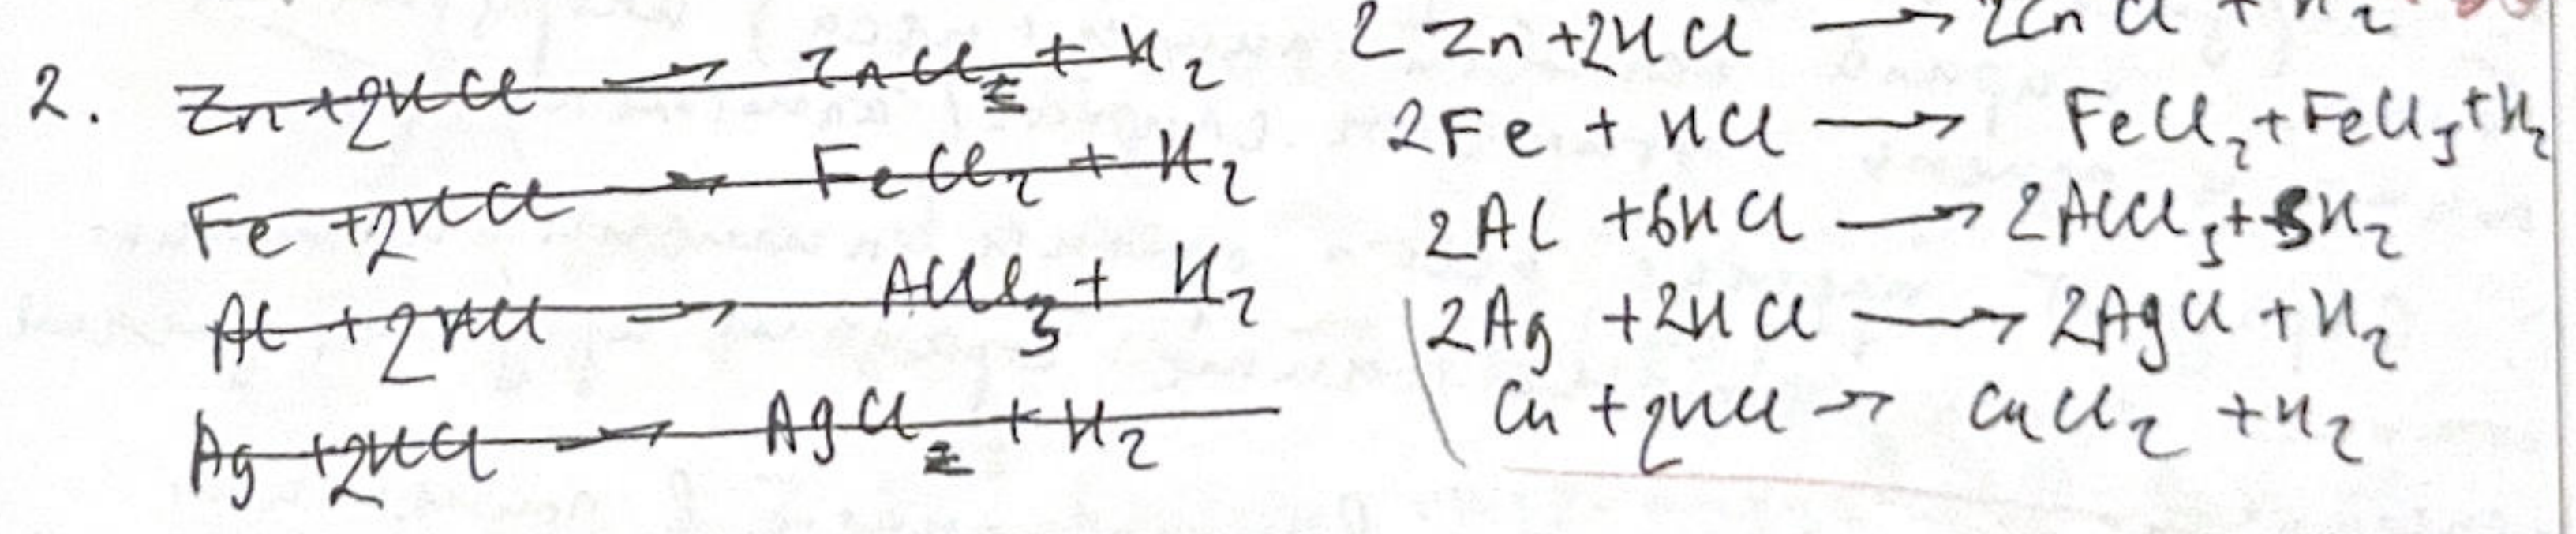 2. Zn + 2HCl → ZnCl₂ + H₂
Fe + 2HCl → FeCl₂ + H₂
Al + 2HCl → AlCl₃ + H₂
Ag + 2HCl → AgCl₂ + H₂
2Zn + 2HCl → 2ZnCl + H₂
2Fe + HCl → FeCl₂ + FeCl₃ + H₂
2Al + 6HCl → 2AlCl₃ + 3H₂
2Ag + 2HCl → 2AgCl + H₂
Cu + 2HCl → CuCl₂ + H₂